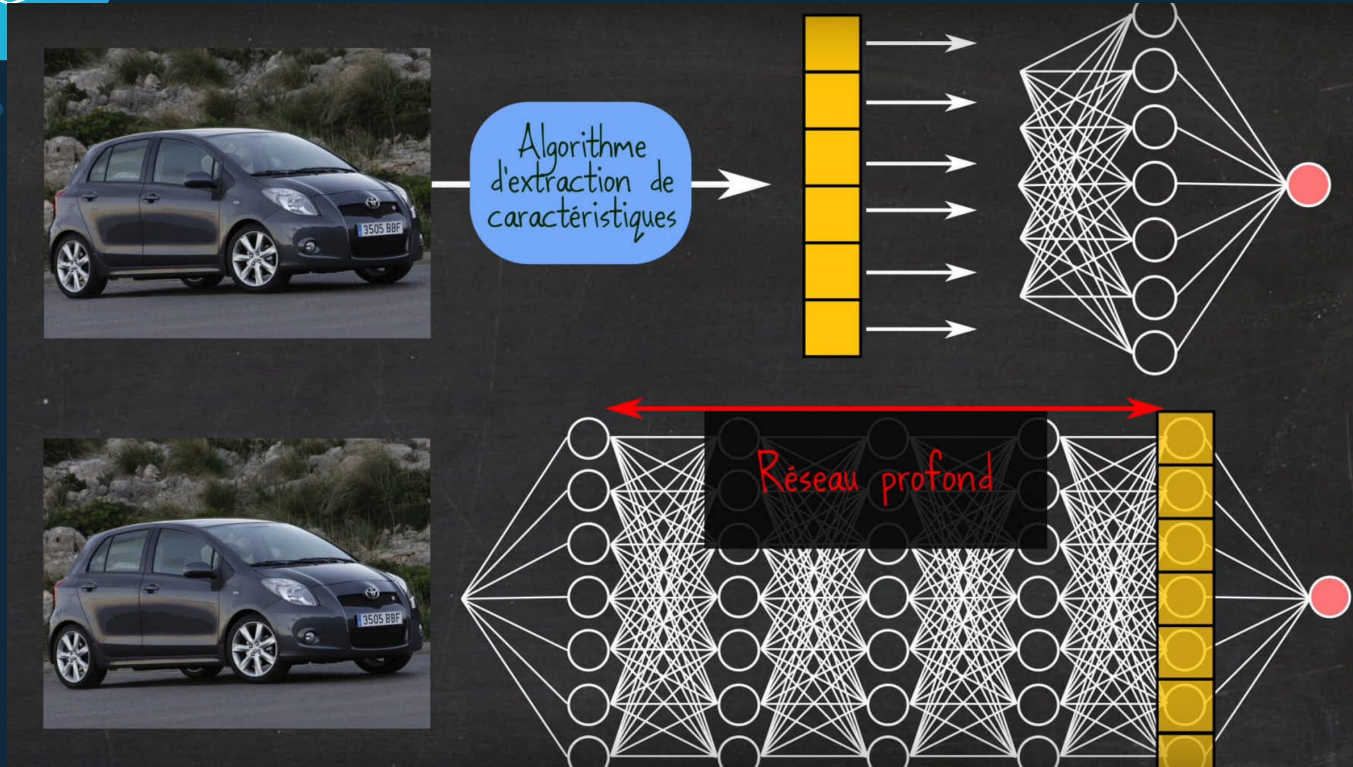 Algorithme
d'extraction de
caractéristiques
3505 BBF
Réseau profond
3505 BBF